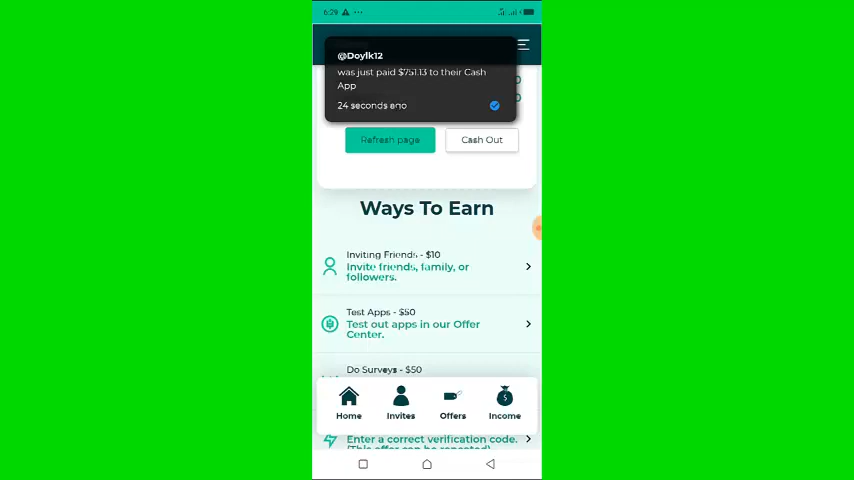 6:29
@Doylk12
was just paid $751.13 to their Cash
App
24 seconds ago
Refresh page
Cash Out
Ways To Earn
Inviting Friends - $10
Invite friends, family, or
followers.
Test Apps - $50
Test out apps in our Offer
Center.
Do Surveys - $50
Home
Invites
Offers
Income
Enter a correct verification code.
(This offer can be repeated)